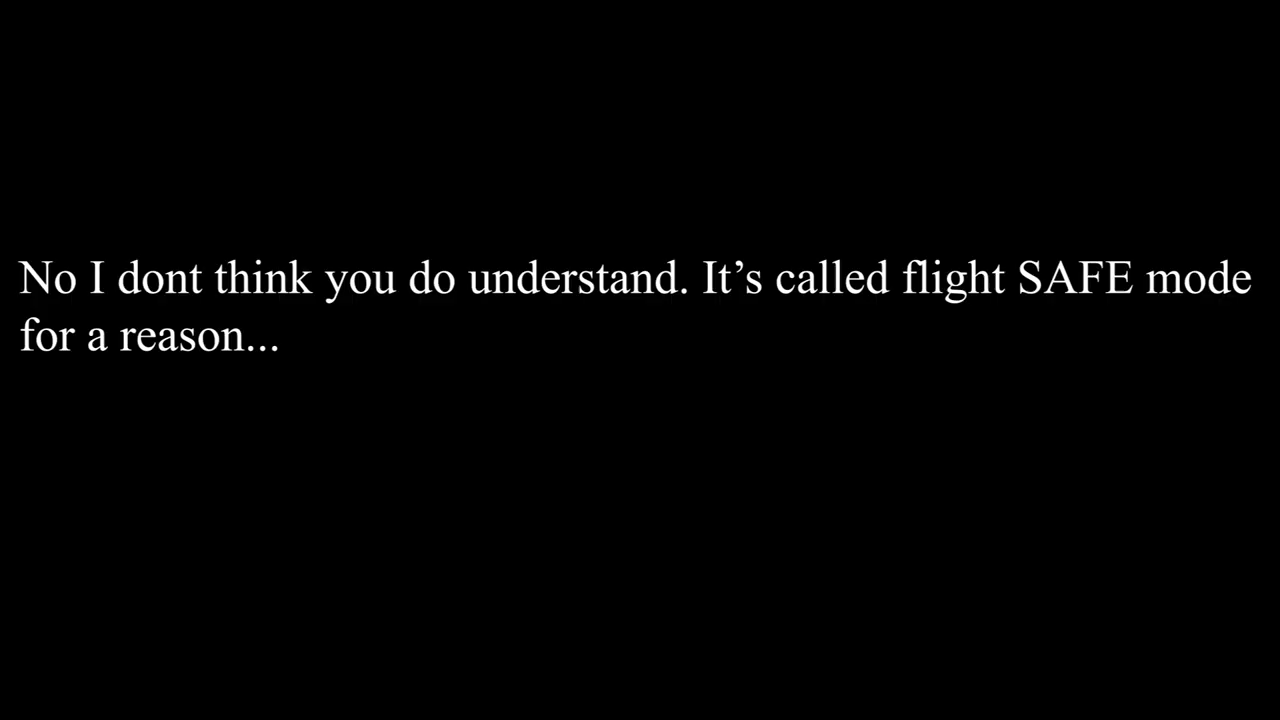 No I dont think you do understand. It’s called flight SAFE mode
for a reason...